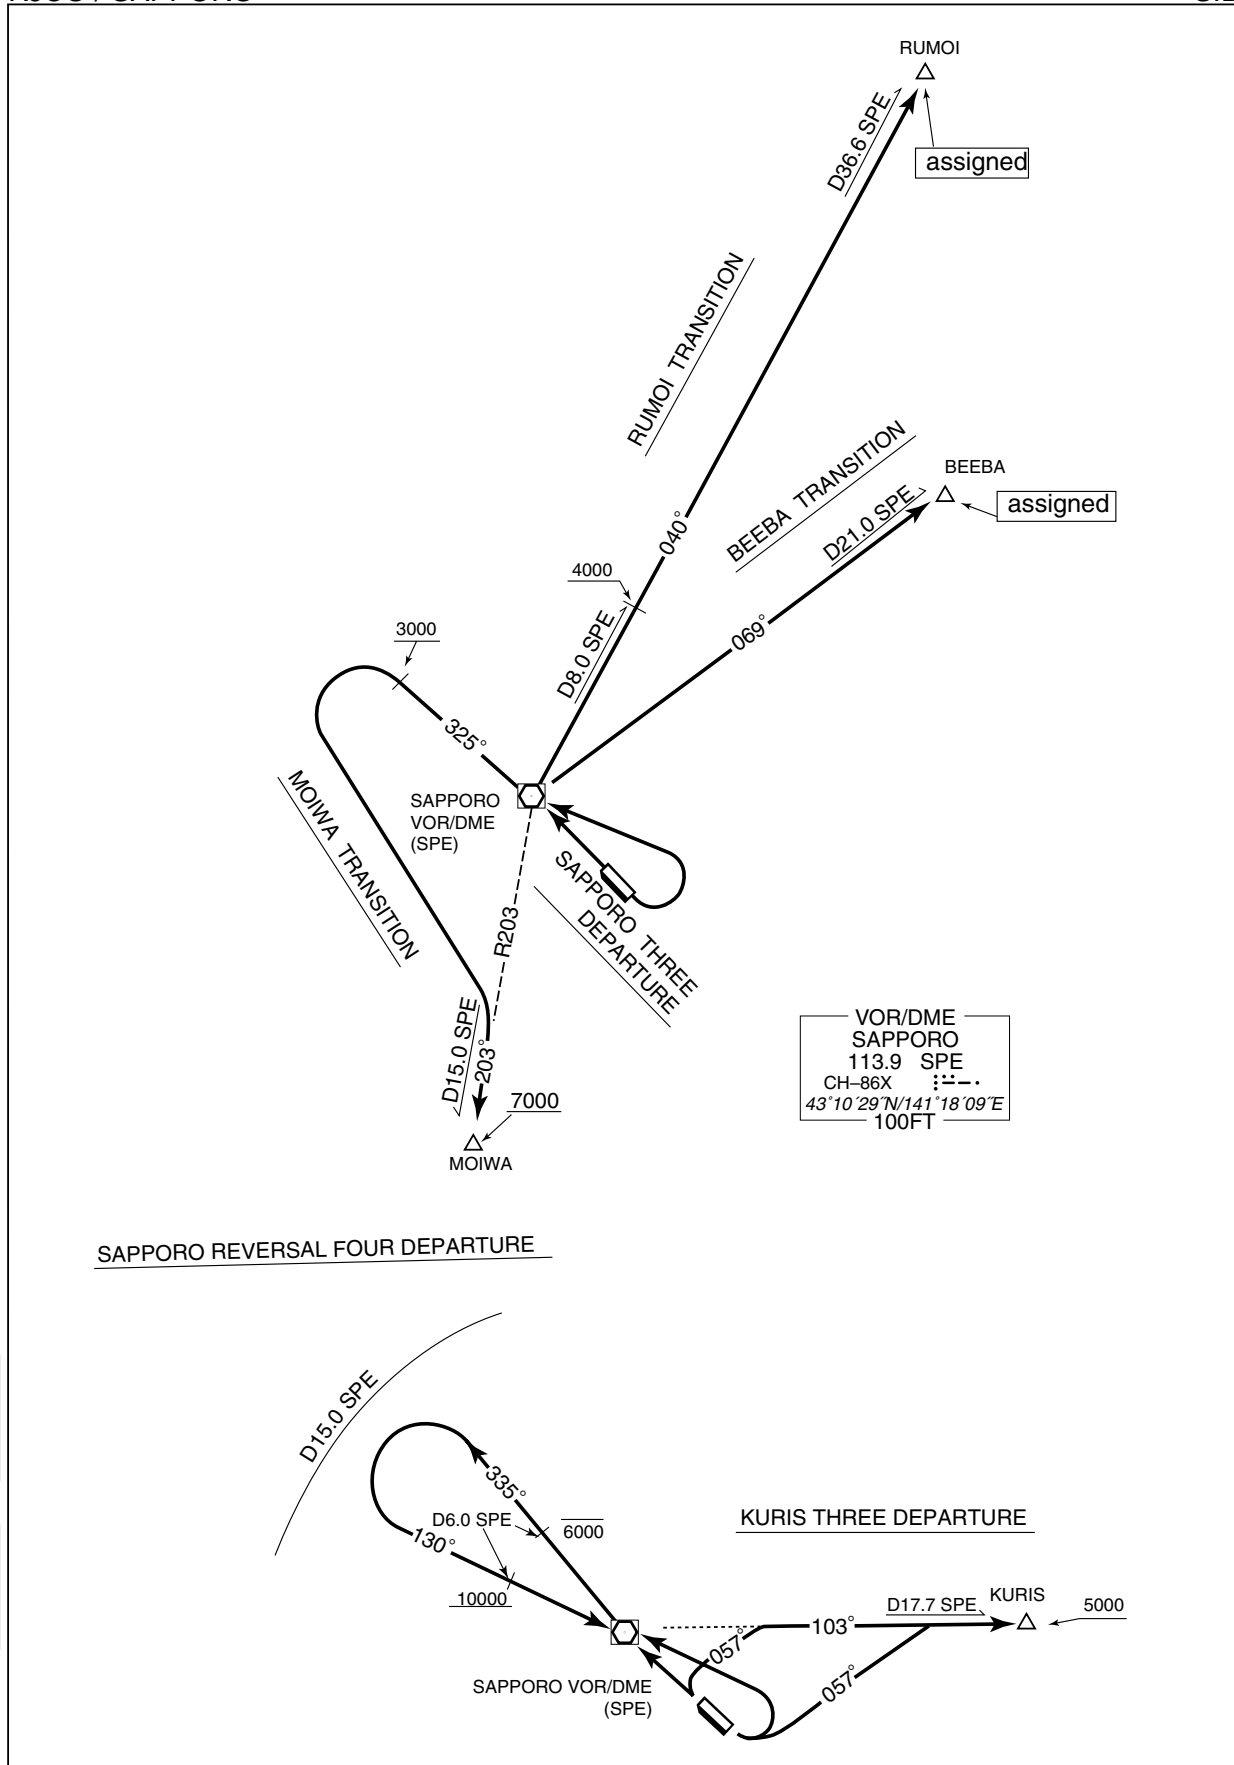 RUMOI
D36.6 SPE
assigned
RUMOI TRANSITION
BEEBA TRANSITION
BEEBA
D21.0 SPE
assigned
040°
4000
069°
3000
D8.0 SPE
325°
MOIWA TRANSITION
SAPPORO
VOR/DME
(SPE)
SAPPORO THREE
DEPARTURE
R203
D15.0 SPE
203°
7000
MOIWA
VOR/DME
SAPPORO
113.9 SPE
CH–86X
43°10′29″N/141°18′09″E
100FT
SAPPORO REVERSAL FOUR DEPARTURE
D15.0 SPE
335°
D6.0 SPE
6000
130°
10000
KURIS THREE DEPARTURE
D17.7 SPE
KURIS
5000
103°
057°
057°
SAPPORO VOR/DME
(SPE)